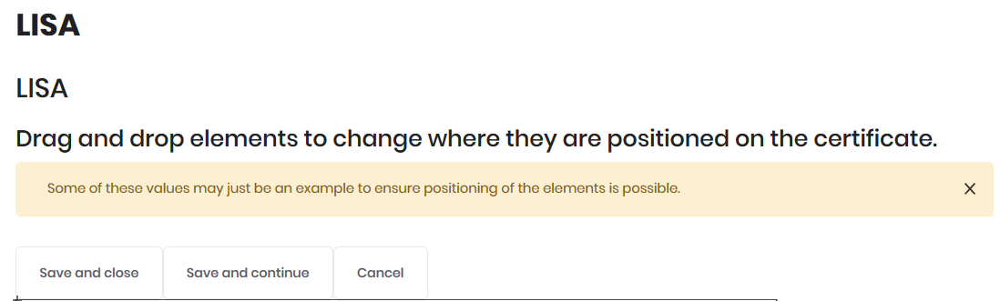 LISA
LISA
Drag and drop elements to change where they are positioned on the certificate.
Some of these values may just be an example to ensure positioning of the elements is possible.
Save and close Save and continue Cancel